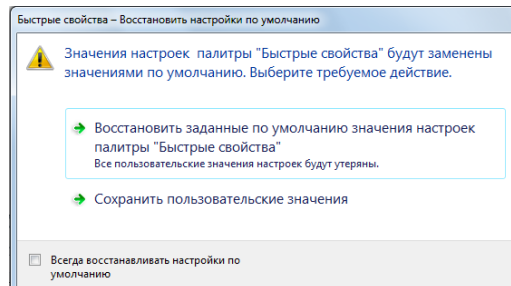 Быстрые свойства – Восстановить настройки по умолчанию
Значения настроек палитры "Быстрые свойства" будут заменены
значениями по умолчанию. Выберите требуемое действие.
Восстановить заданные по умолчанию значения настроек
палитры "Быстрые свойства"
Все пользовательские значения настроек будут утеряны.
Сохранить пользовательские значения
Всегда восстанавливать настройки по
умолчанию